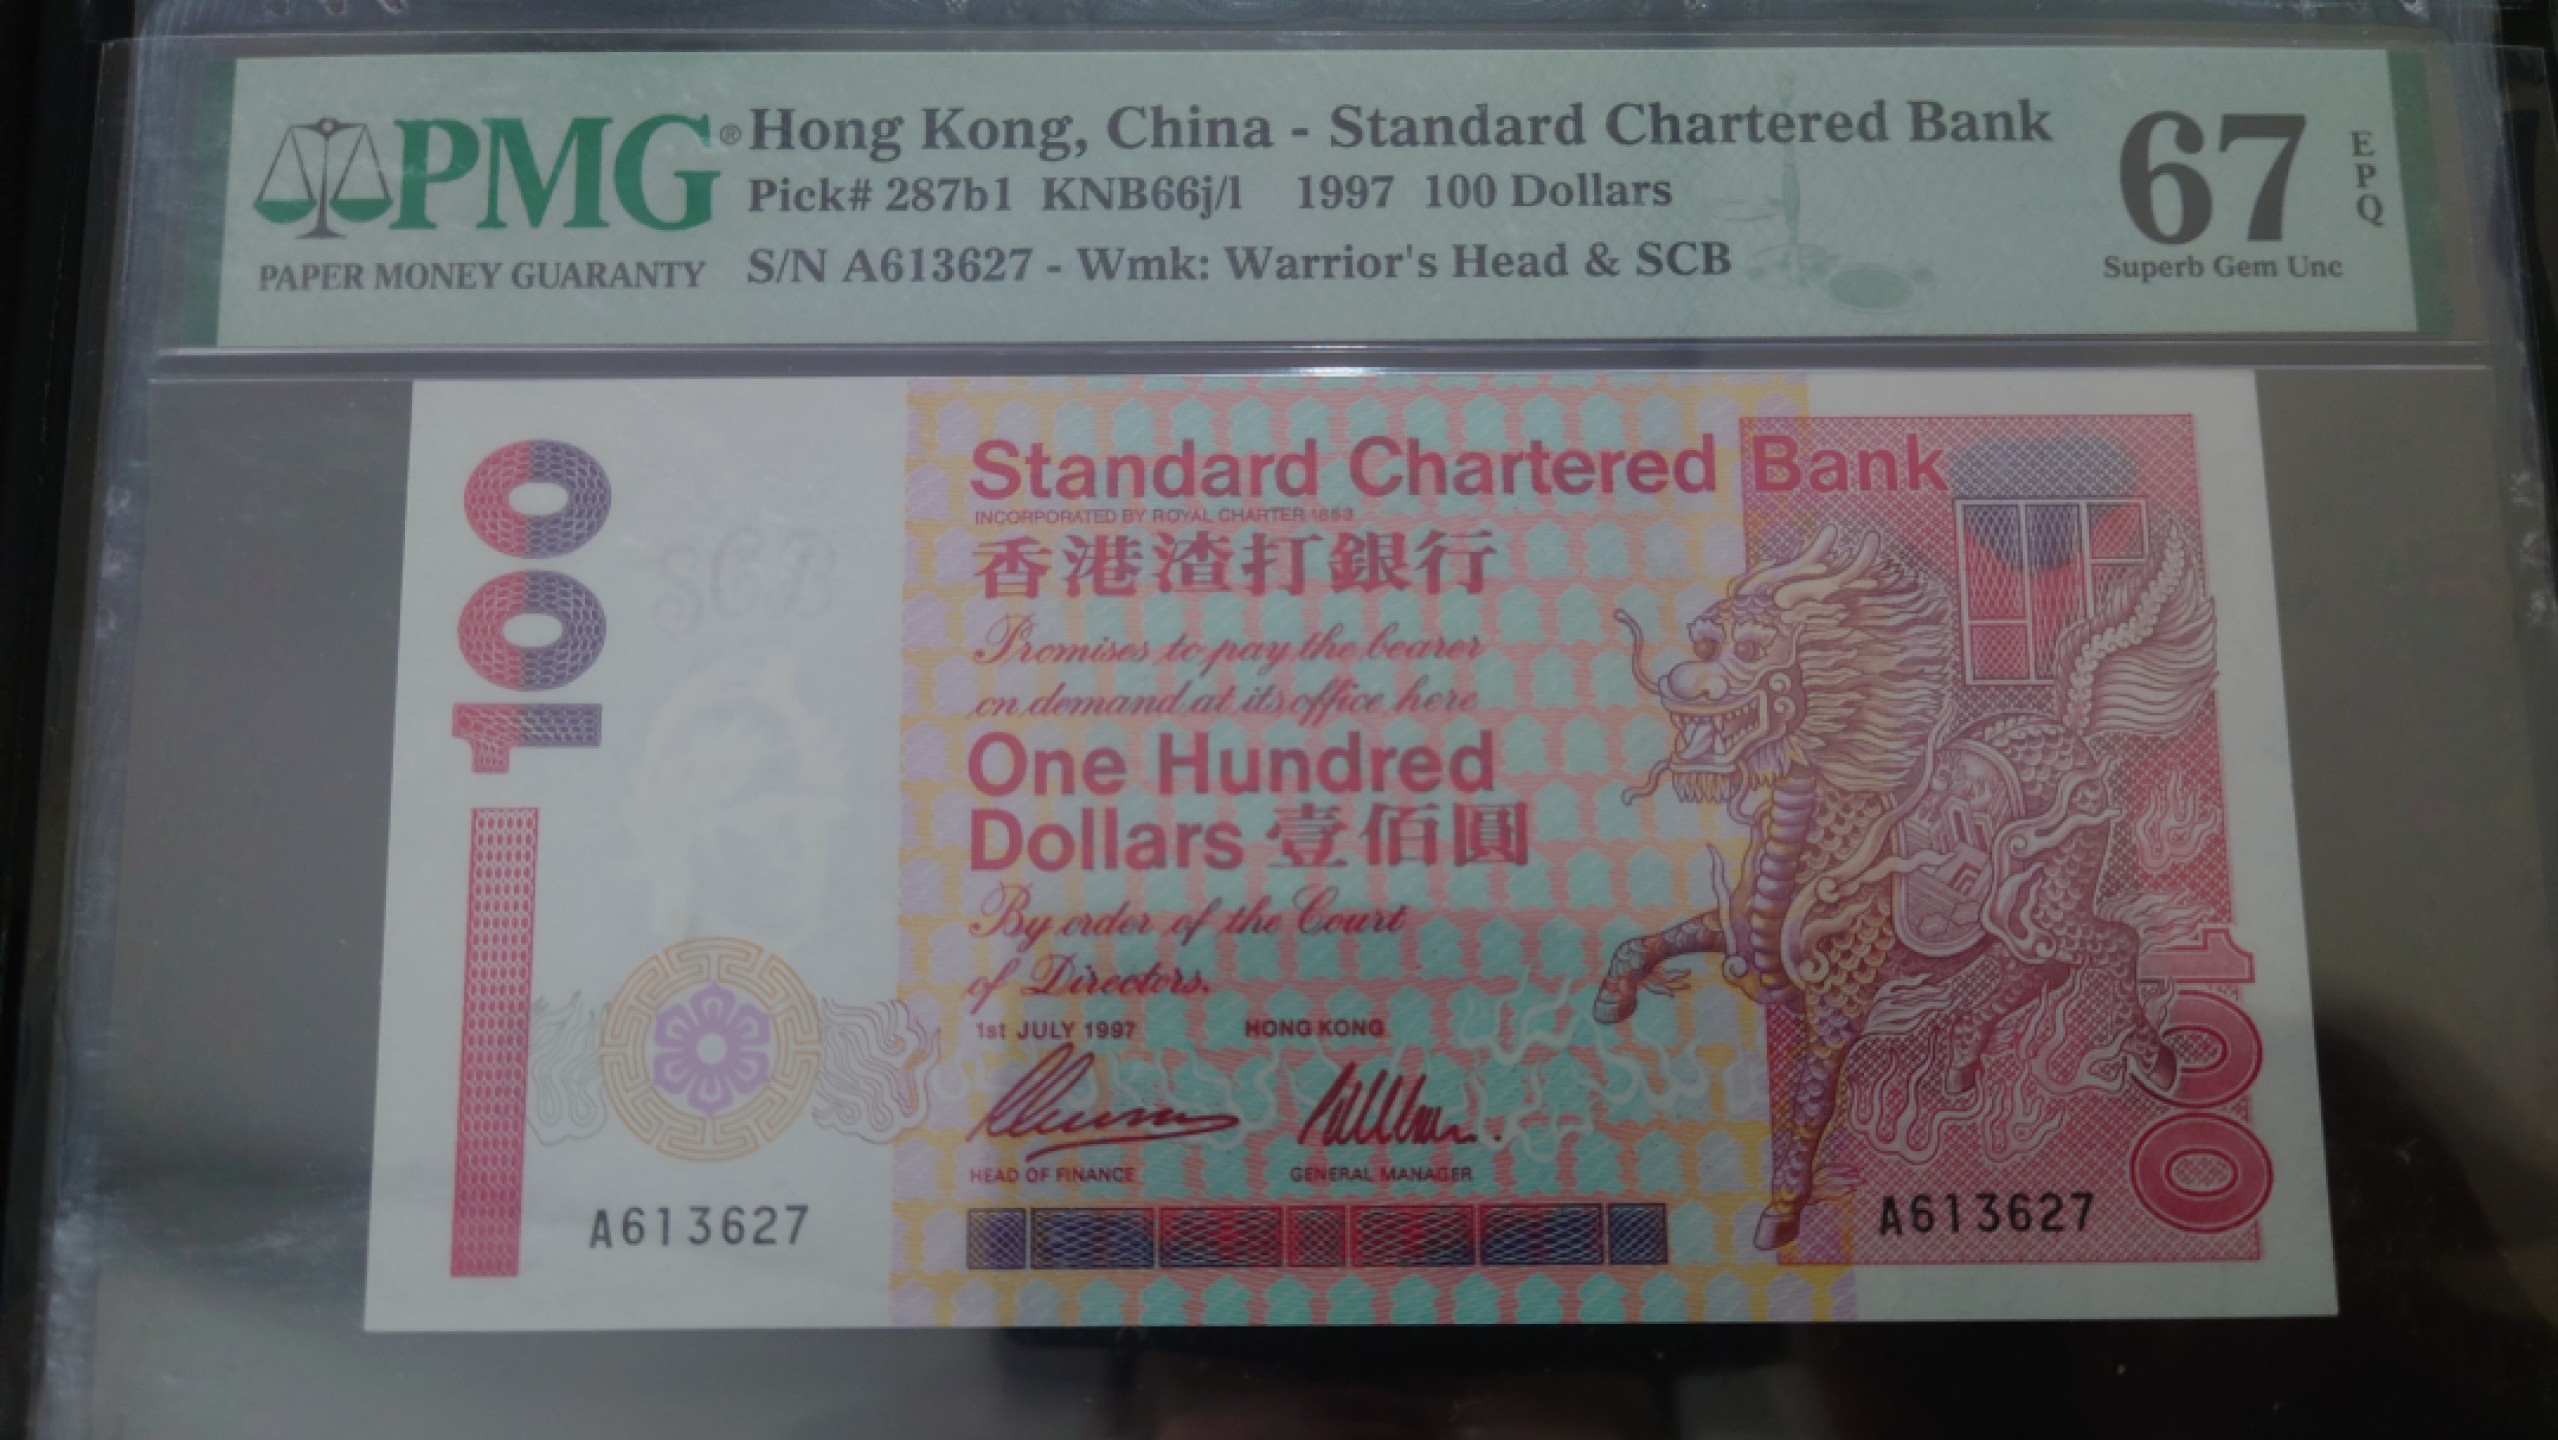 PMG® Hong Kong, China - Standard Chartered Bank
Pick# 287b1 KNB66j/l 1997 100 Dollars
PAPER MONEY GUARANTY S/N A613627 - Wmk: Warrior's Head & SCB
67 EPQ
Superb Gem Unc
100
SCB
Standard Chartered Bank
INCORPORATED BY ROYAL CHARTER 1853
香港渣打銀行
Promises to pay the bearer
on demand at its office here
One Hundred
Dollars 壹佰圓
By order of the Court
of Directors.
1st JULY 1997 HONG KONG
HEAD OF FINANCE GENERAL MANAGER
A613627
A613627
100